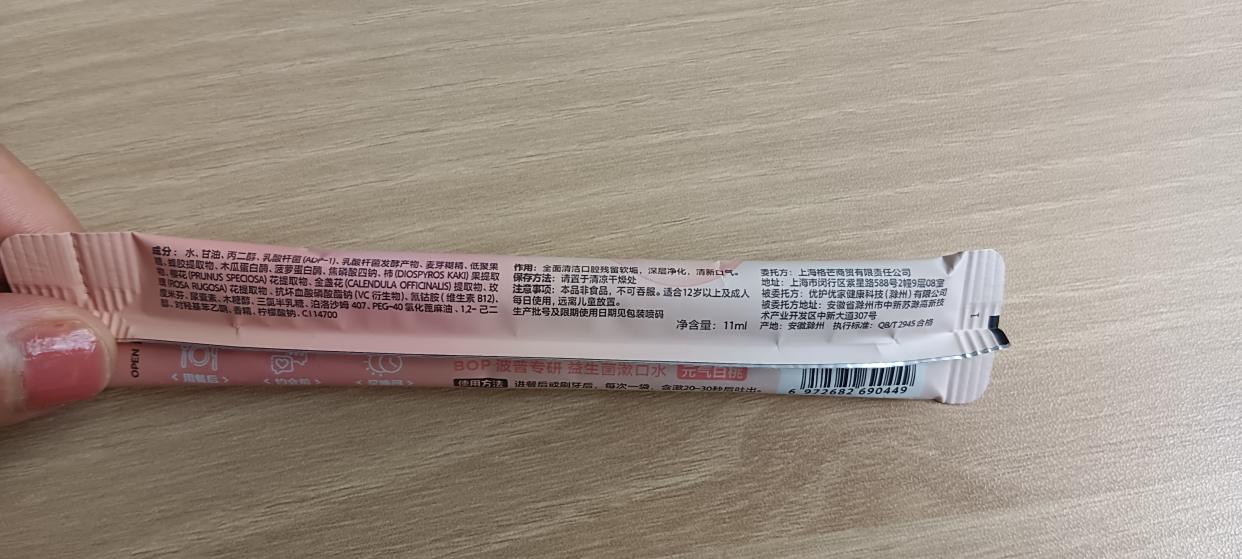 成分：水、甘油、丙二醇、乳酸杆菌(ADP-1)、乳酸杆菌发酵产物、麦芽糊精、低聚果
糖、蜂胶提取物、木瓜蛋白酶、菠萝蛋白酶、焦磷酸四钠、柿(DIOSPYROS KAKI)果提取
物、樱花(PRUNUS SPECIOSA)花提取物、金盏花(CALENDULA OFFICINALIS)提取物、玫
瑰(ROSA RUGOSA)花提取物、抗坏血酸磷酸酯钠(VC 衍生物)、氰钴胺(维生素 B12)、
尿囊素、木糖醇、三氯半乳糖、泊洛沙姆 407、PEG-40 氢化蓖麻油、1,2-己二
醇、对羟基苯乙酮、香精、柠檬酸钠、CI 14700
作用：全面清洁口腔残留软垢，深层净化，清新口气。
保存方法：请置于清凉干燥处
注意事项：本品非食品，不可吞服。适合12岁以上及成人
每日使用，远离儿童放置。
生产批号及限期使用日期见包装喷码
净含量：11ml
委托方：上海格芒商贸有限责任公司
地址：上海市闵行区紫星路588号2幢9层08室
被委托方：优护优家健康科技（滁州）有限公司
被委托方地址：安徽省滁州市中新苏滁高新技
术产业开发区中新大道307号
产地：安徽滁州 执行标准：QB/T 2945 合格
OPEN
用餐后
约会后
BOP 波普专研 益生菌漱口水 元气白桃
使用方法 进餐后或刷牙后，每次一袋，含漱20-30秒后吐出。
6 972682 690449